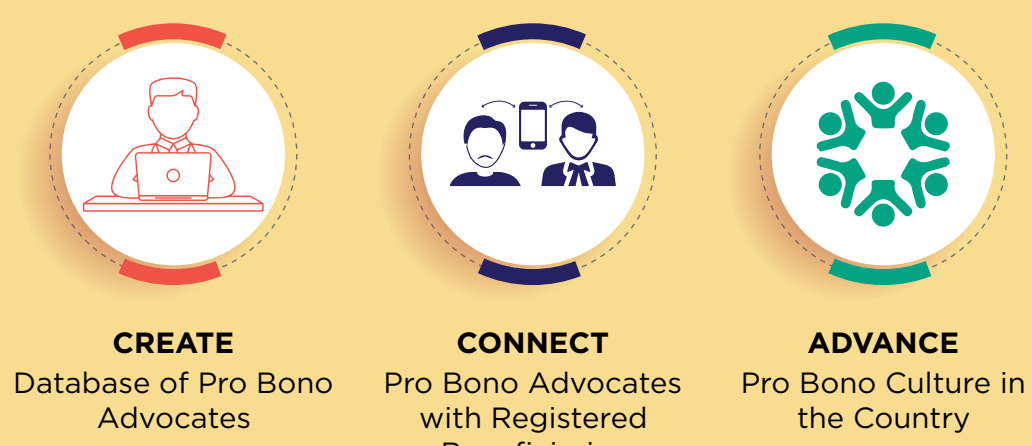 CREATE
Database of Pro Bono
Advocates
CONNECT
Pro Bono Advocates
with Registered
ADVANCE
Pro Bono Culture in
the Country